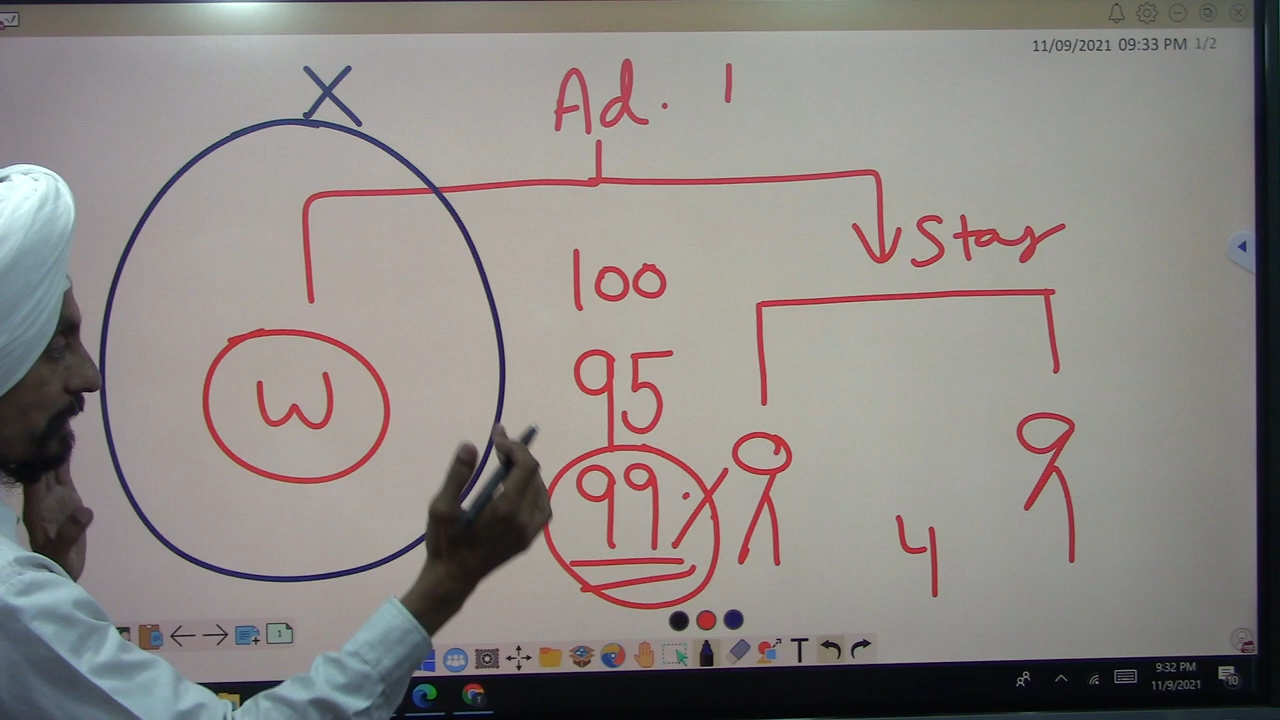 11/09/2021 09:33 PM 1/2
X
Ad. 1
Stay
100
95
W
99.%
4
T
9:32 PM
11/9/2021
10